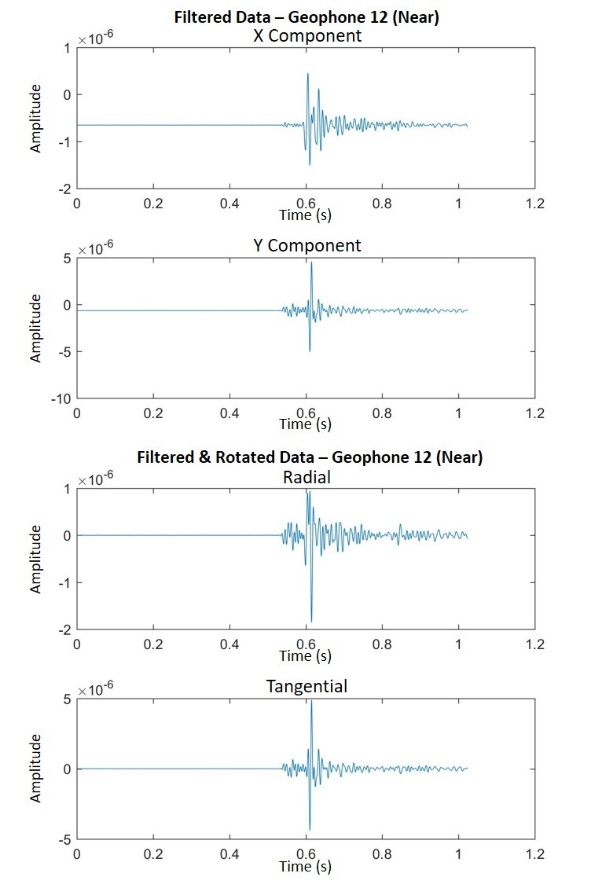 Filtered Data – Geophone 12 (Near)
X Component
×10-6
1
0
-1
-2
Amplitude
0 0.2 0.4 0.6 0.8 1 1.2
Time (s)
Y Component
×10-6
5
0
-5
-10
Amplitude
0 0.2 0.4 0.6 0.8 1 1.2
Time (s)
Filtered & Rotated Data – Geophone 12 (Near)
Radial
×10-6
1
0
-1
-2
Amplitude
0 0.2 0.4 0.6 0.8 1 1.2
Time (s)
Tangential
×10-6
5
0
-5
Amplitude
0 0.2 0.4 0.6 0.8 1 1.2
Time (s)